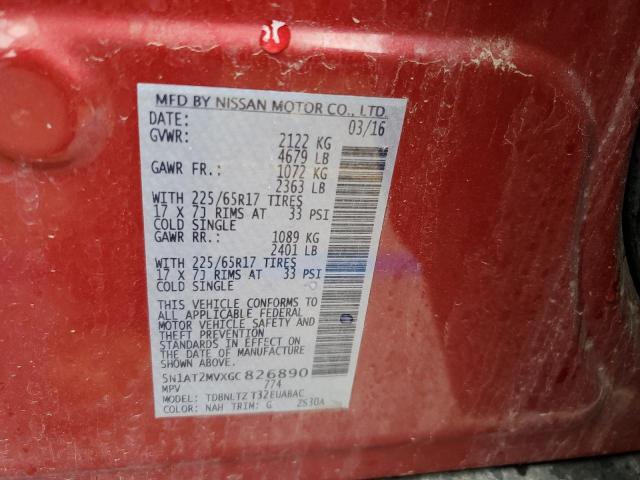 MFD BY NISSAN MOTOR CO., LTD.
DATE: 03/16
GVWR: 2122 KG
4679 LB
GAWR FR.: 1072 KG
2363 LB
WITH 225/65R17 TIRES
17 X 7J RIMS AT 33 PSI
COLD SINGLE
GAWR RR.: 1089 KG
2401 LB
WITH 225/65R17 TIRES
17 X 7J RIMS AT 33 PSI
COLD SINGLE
THIS VEHICLE CONFORMS TO
ALL APPLICABLE FEDERAL
MOTOR VEHICLE SAFETY AND
THEFT PREVENTION
STANDARDS IN EFFECT ON
THE DATE OF MANUFACTURE
SHOWN ABOVE.
5N1AT2MVXGC826890
MPV 774
MODEL: TDBNLTZ T32EUABAC
COLOR: NAH TRIM: G 2S30A